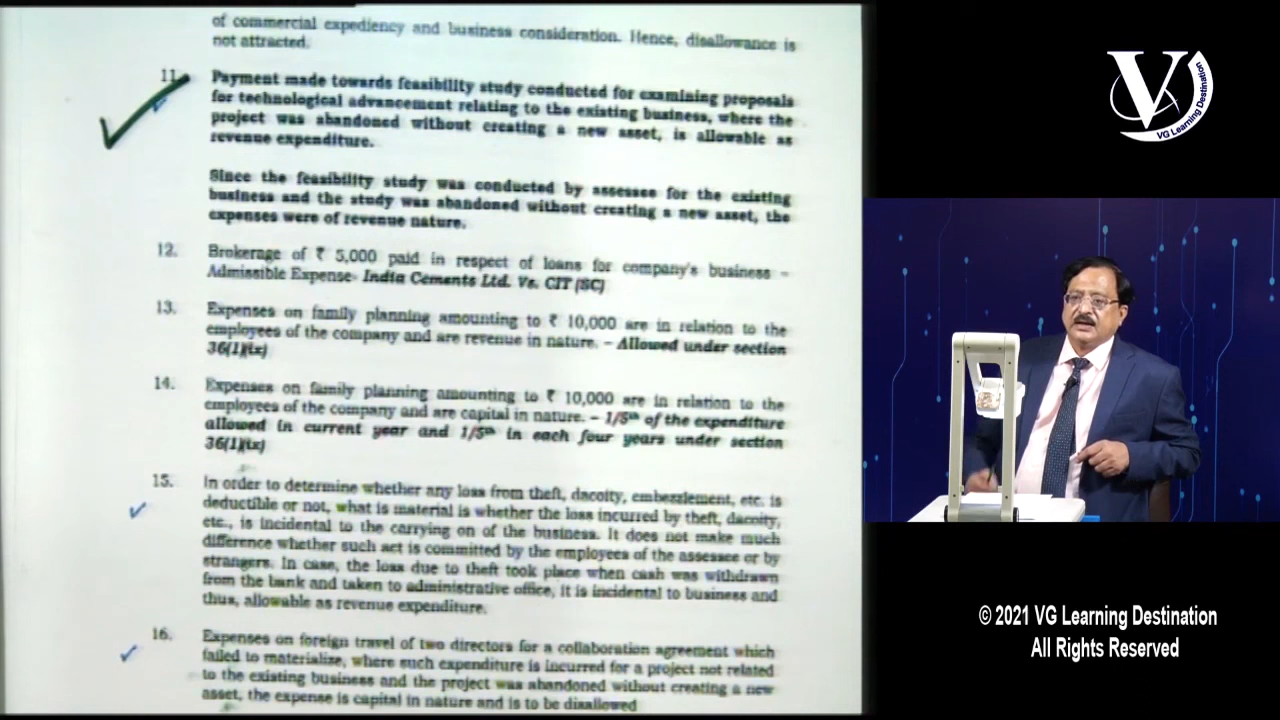 of commercial expediency and business consideration. Hence, disallowance is
not attracted.
11. Payment made towards feasibility study conducted for examining proposals
for technological advancement relating to the existing business, where the
project was abandoned without creating a new asset, is allowable as
revenue expenditure.
Since the feasibility study was conducted by assessee for the existing
business and the study was abandoned without creating a new asset, the
expenses were of revenue nature.
12. Brokerage of ₹ 5,000 paid in respect of loans for company's business –
Admissible Expense- India Cements Ltd. Vs. CIT (SC)
13. Expenses on family planning amounting to ₹ 10,000 are in relation to the
employees of the company and are revenue in nature. – Allowed under section
36(1)(ix)
14. Expenses on family planning amounting to ₹ 10,000 are in relation to the
employees of the company and are capital in nature. – 1/5th of the expenditure
allowed in current year and 1/5th in each four years under section
36(1)(ix)
15. In order to determine whether any loss from theft, dacoity, embezzlement, etc. is
deductible or not, what is material is whether the loss incurred by theft, dacoity,
etc., is incidental to the carrying on of the business. It does not make much
difference whether such act is committed by the employees of the assessee or by
strangers. In case, the loss due to theft took place when cash was withdrawn
from the bank and taken to administrative office, it is incidental to business and
thus, allowable as revenue expenditure.
16. Expenses on foreign travel of two directors for a collaboration agreement which
failed to materialize, where such expenditure is incurred for a project not related
to the existing business and the project was abandoned without creating a new
asset, the expense is capital in nature and is to be disallowed
V
VG Learning Destination
© 2021 VG Learning Destination
All Rights Reserved